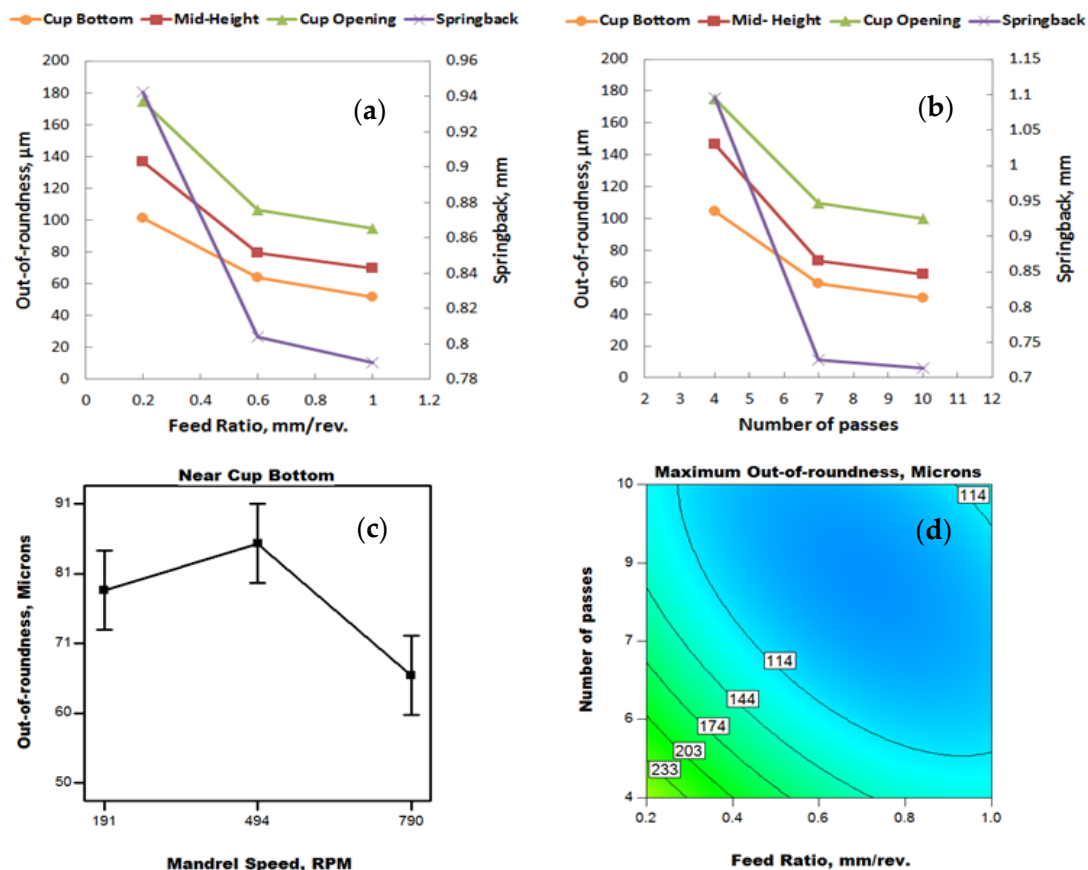 Cup Bottom Mid-Height Cup Opening Springback
(a)
Out-of-roundness, µm
200
180
160
140
120
100
80
60
40
20
0
0.96
0.94
0.92
0.9
0.88
0.86
0.84
0.82
0.8
0.78
Springback, mm
0 0.2 0.4 0.6 0.8 1 1.2
Feed Ratio, mm/rev.
Cup Bottom Mid- Height Cup Opening Springback
(b)
Out-of-roundness, µm
200
180
160
140
120
100
80
60
40
20
0
1.15
1.1
1.05
1
0.95
0.9
0.85
0.8
0.75
0.7
Springback, mm
2 3 4 5 6 7 8 9 10 11 12
Number of passes
Near Cup Bottom
(c)
Out-of-roundness, Microns
91
81
71
60
50
191 494 790
Mandrel Speed, RPM
Maximum Out-of-roundness, Microns
(d)
Number of passes
10
9
7
6
4
114
114
144
174
203
233
0.2 0.4 0.6 0.8 1.0
Feed Ratio, mm/rev.